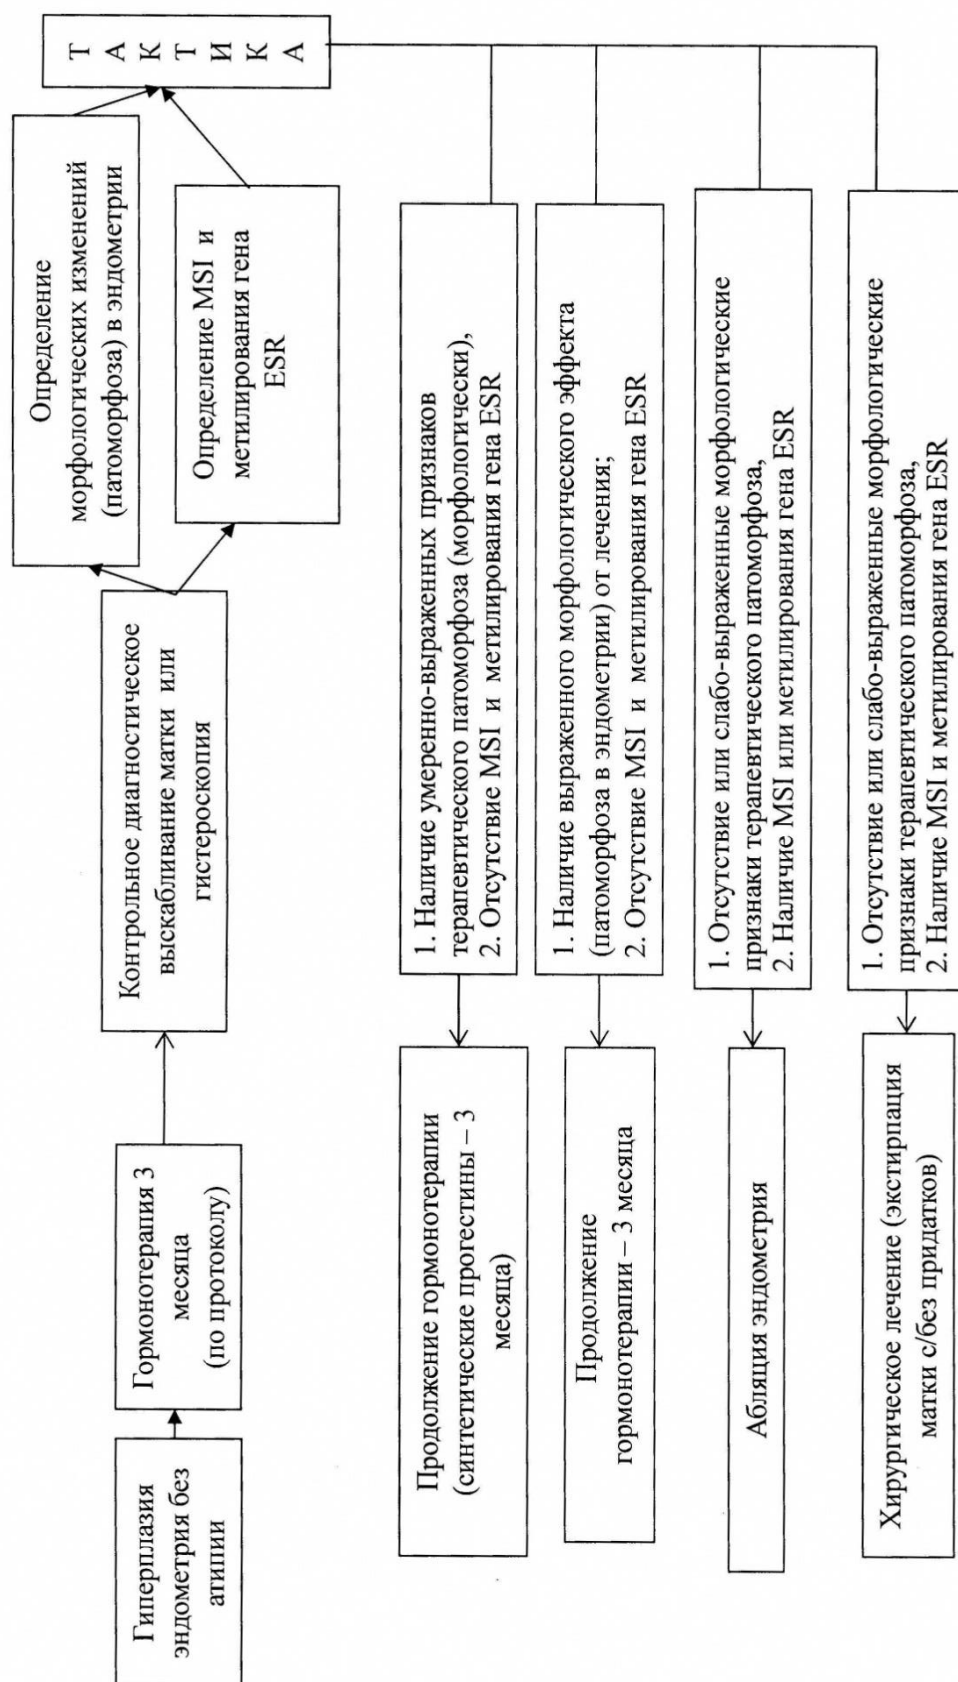 Гиперплазия
эндометрия без
атипии
Гормонотерапия 3
месяца
(по протоколу)
Контрольное диагностическое
выскабливание матки или
гистероскопия
Определение
морфологических изменений
(патоморфоза) в эндометрии
Определение MSI и
метилирования гена
ESR
Т
А
К
Т
И
К
А
1. Наличие умеренно-выраженных признаков
терапевтического патоморфоза (морфологически),
2. Отсутствие MSI и метилирования гена ESR
Продолжение гормонотерапии
(синтетические прогестины – 3
месяца)
1. Наличие выраженного морфологического эффекта
(патоморфоза в эндометрии) от лечения;
2. Отсутствие MSI и метилирования гена ESR
Продолжение
гормонотерапии – 3 месяца
1. Отсутствие или слабо-выраженные морфологические
признаки терапевтического патоморфоза,
2. Наличие MSI или метилирования гена ESR
Абляция эндометрия
1. Отсутствие или слабо-выраженные морфологические
признаки терапевтического патоморфоза,
2. Наличие MSI и метилирования гена ESR
Хирургическое лечение (экстирпация
матки с/без придатков)